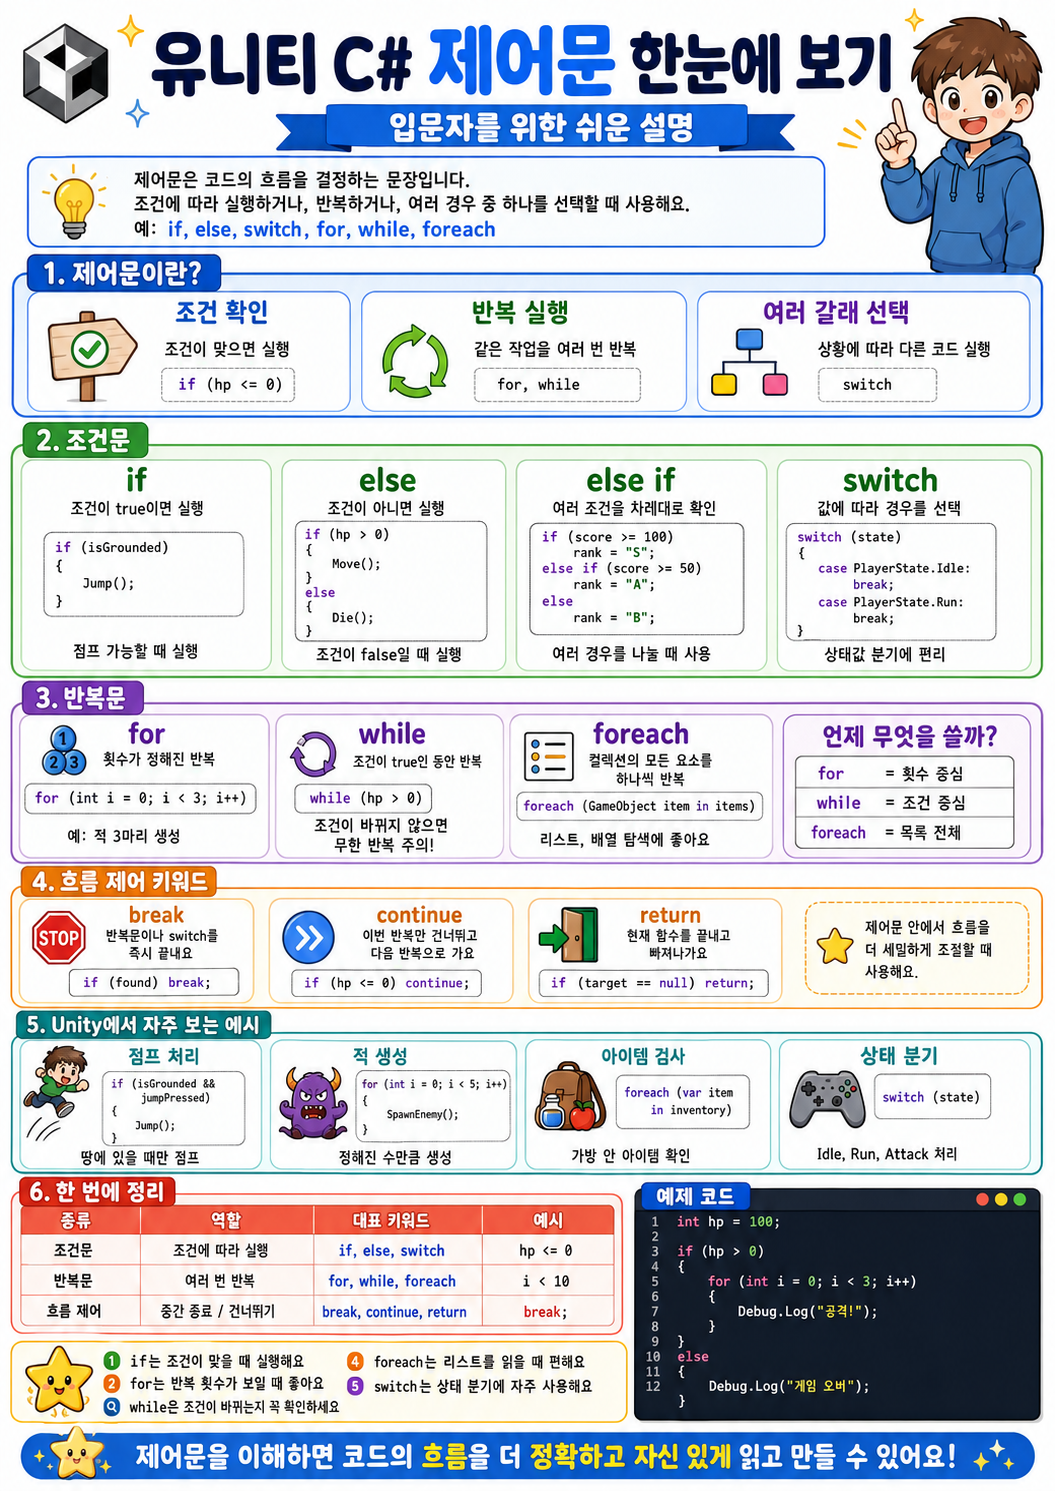 유니티 C# 제어문 한눈에 보기
입문자를 위한 쉬운 설명
제어문은 코드의 흐름을 결정하는 문장입니다.
조건에 따라 실행하거나, 반복하거나, 여러 경우 중 하나를 선택할 때 사용해요.
예: if, else, switch, for, while, foreach
1. 제어문이란?
조건 확인
조건이 맞으면 실행
if (hp <= 0)
반복 실행
같은 작업을 여러 번 반복
for, while
여러 갈래 선택
상황에 따라 다른 코드 실행
switch
2. 조건문
if
조건이 true이면 실행
if (isGrounded)
{
Jump();
}
점프 가능할 때 실행
else
조건이 아니면 실행
if (hp > 0)
{
Move();
}
else
{
Die();
}
조건이 false일 때 실행
else if
여러 조건을 차례대로 확인
if (score >= 100)
rank = "S";
else if (score >= 50)
rank = "A";
else
rank = "B";
여러 경우를 나눌 때 사용
switch
값에 따라 경우를 선택
switch (state)
{
case PlayerState.Idle:
break;
case PlayerState.Run:
break;
}
상태값 분기에 편리
3. 반복문
1
2 3
for
횟수가 정해진 반복
for (int i = 0; i < 3; i++)
예: 적 3마리 생성
while
조건이 true인 동안 반복
while (hp > 0)
조건이 바뀌지 않으면
무한 반복 주의!
foreach
컬렉션의 모든 요소를
하나씩 반복
foreach (GameObject item in items)
리스트, 배열 탐색에 좋아요
언제 무엇을 쓸까?
for = 횟수 중심
while = 조건 중심
foreach = 목록 전체
4. 흐름 제어 키워드
STOP
break
반복문이나 switch를
즉시 끝내요
if (found) break;
continue
이번 반복만 건너뛰고
다음 반복으로 가요
if (hp <= 0) continue;
return
현재 함수를 끝내고
빠져나가요
if (target == null) return;
제어문 안에서 흐름을
더 세밀하게 조절할 때
사용해요.
5. Unity에서 자주 보는 예시
점프 처리
if (isGrounded &&
jumpPressed)
{
Jump();
}
땅에 있을 때만 점프
적 생성
for (int i = 0; i < 5; i++)
{
SpawnEnemy();
}
정해진 수만큼 생성
아이템 검사
foreach (var item
in inventory)
가방 안 아이템 확인
상태 분기
switch (state)
Idle, Run, Attack 처리
6. 한 번에 정리
종류 역할 대표 키워드 예시
조건문 조건에 따라 실행 if, else, switch hp <= 0
반복문 여러 번 반복 for, while, foreach i < 10
흐름 제어 중간 종료 / 건너뛰기 break, continue, return break;
1 if는 조건이 맞을 때 실행해요
2 for는 반복 횟수가 보일 때 좋아요
while은 조건이 바뀌는지 꼭 확인하세요
4 foreach는 리스트를 읽을 때 편해요
5 switch는 상태 분기에 자주 사용해요
예제 코드
1 int hp = 100;
2
3 if (hp > 0)
4 {
5 for (int i = 0; i < 3; i++)
6 {
7 Debug.Log("공격!");
8 }
9 }
10 else
11 {
12 Debug.Log("게임 오버");
}
제어문을 이해하면 코드의 흐름을 더 정확하고 자신 있게 읽고 만들 수 있어요!